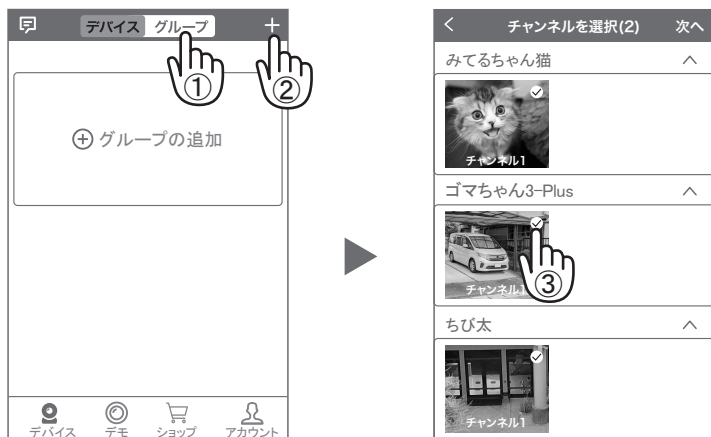 デバイス グループ +
① ②
グループの追加
デバイス デモ ショップ アカウント
チャンネルを選択(2) 次へ
みてるちゃん猫
チャンネル1
ゴマちゃん3-Plus
チャンネル1
③
ちび太
チャンネル1